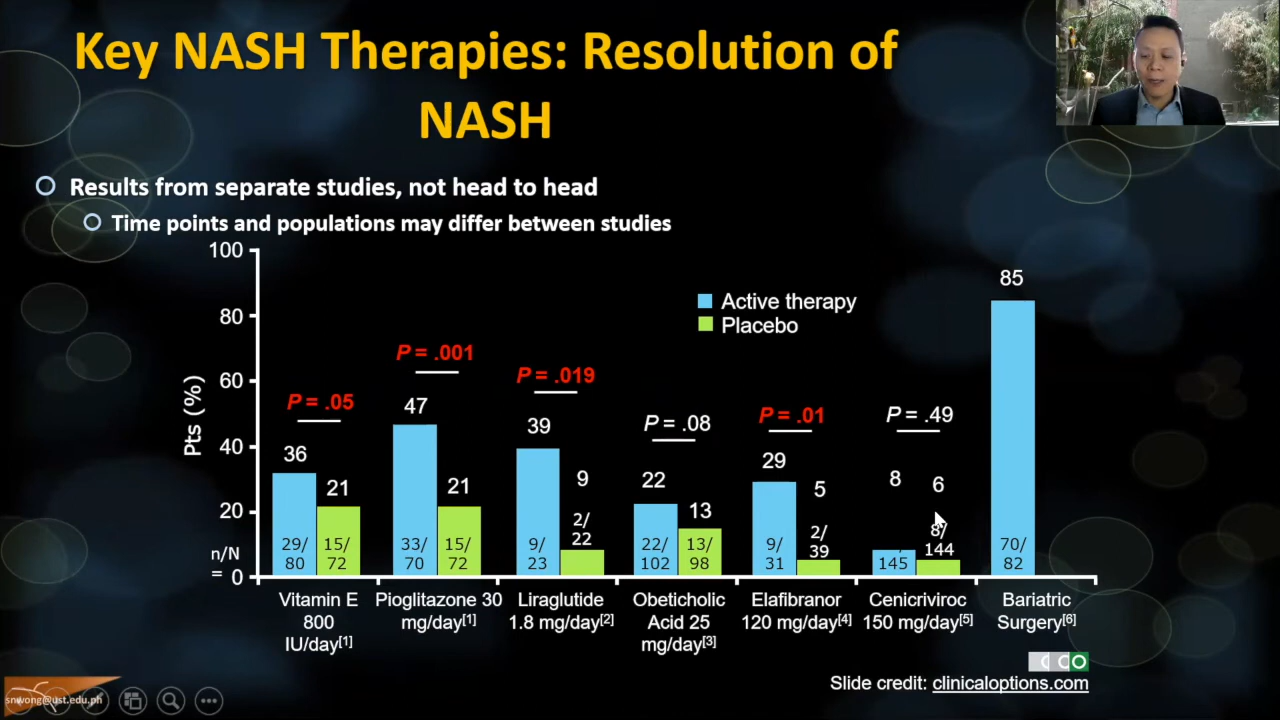 Key NASH Therapies: Resolution of
NASH
Results from separate studies, not head to head
Time points and populations may differ between studies
100
80
60
40
20
0
Pts (%)
n/N
=
Active therapy
Placebo
P = .05
36
21
29/
80
15/
72
P = .001
47
21
33/
70
15/
72
P = .019
39
9
9/
23
2/
22
P = .08
22
13
22/
102
13/
98
P = .01
29
5
9/
31
2/
39
P = .49
8
6
145
8/
144
85
70/
82
Vitamin E
800
IU/day[1]
Pioglitazone 30
mg/day[1]
Liraglutide
1.8 mg/day[2]
Obeticholic
Acid 25
mg/day[3]
Elafibranor
120 mg/day[4]
Cenicriviroc
150 mg/day[5]
Bariatric
Surgery[6]
CCO
Slide credit: clinicaloptions.com
snwong@ust.edu.ph